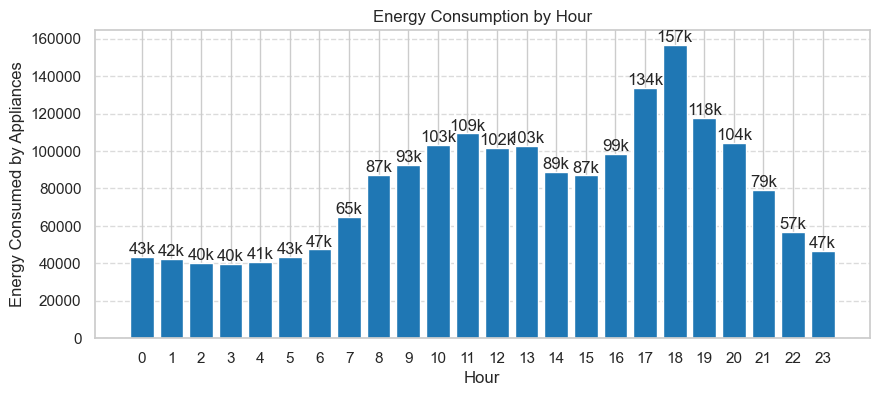 Energy Consumption by Hour
Energy Consumed by Appliances
160000
140000
120000
100000
80000
60000
40000
20000
0
43k
42k
40k
40k
41k
43k
47k
65k
87k
93k
103k
109k
102k
103k
89k
87k
99k
134k
157k
118k
104k
79k
57k
47k
0 1 2 3 4 5 6 7 8 9 10 11 12 13 14 15 16 17 18 19 20 21 22 23
Hour